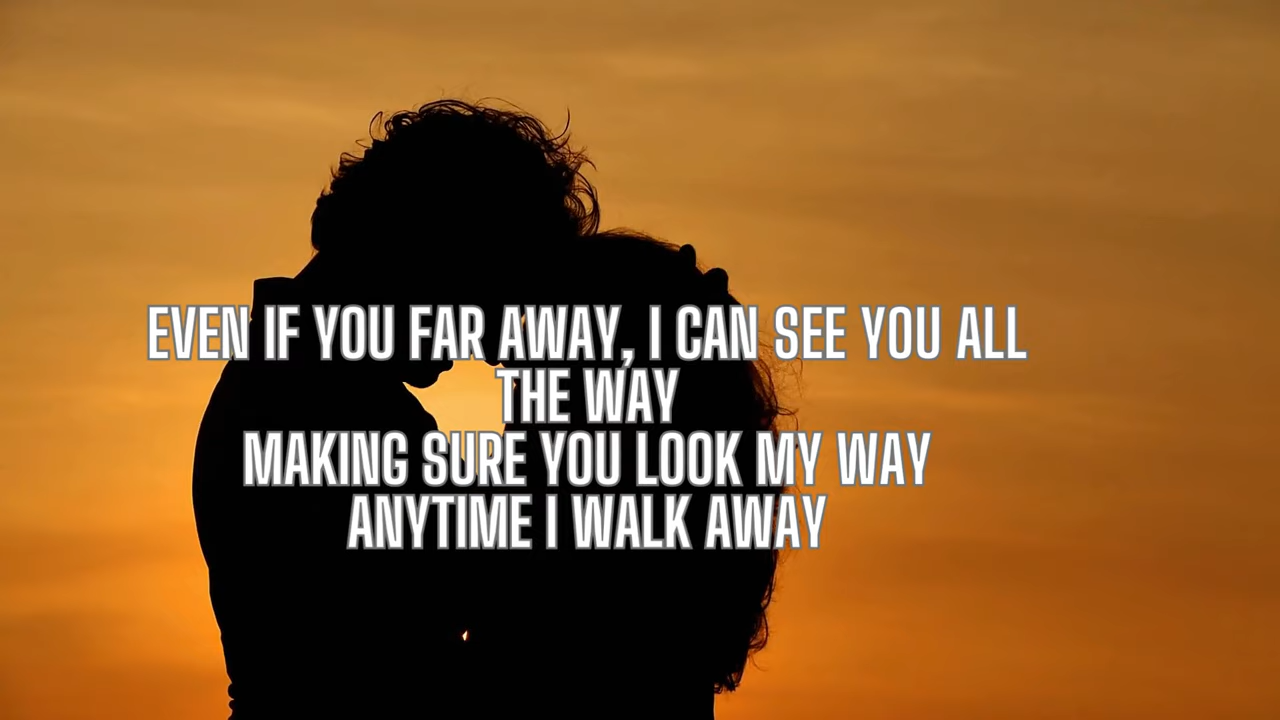 EVEN IF YOU FAR AWAY, I CAN SEE YOU ALL
THE WAY
MAKING SURE YOU LOOK MY WAY
ANYTIME I WALK AWAY